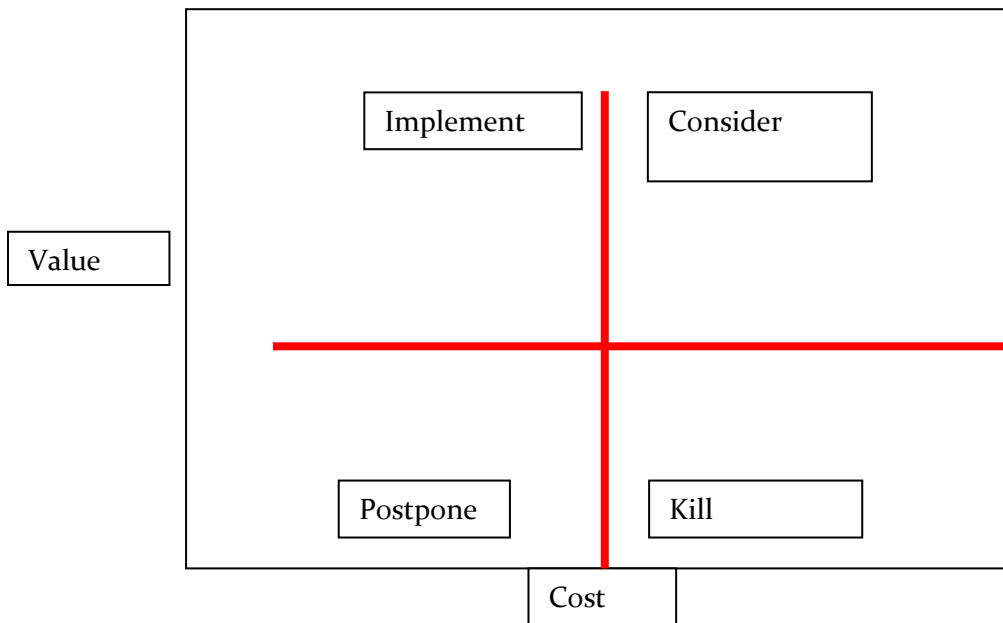 Implement
Consider
Value
Postpone
Kill
Cost